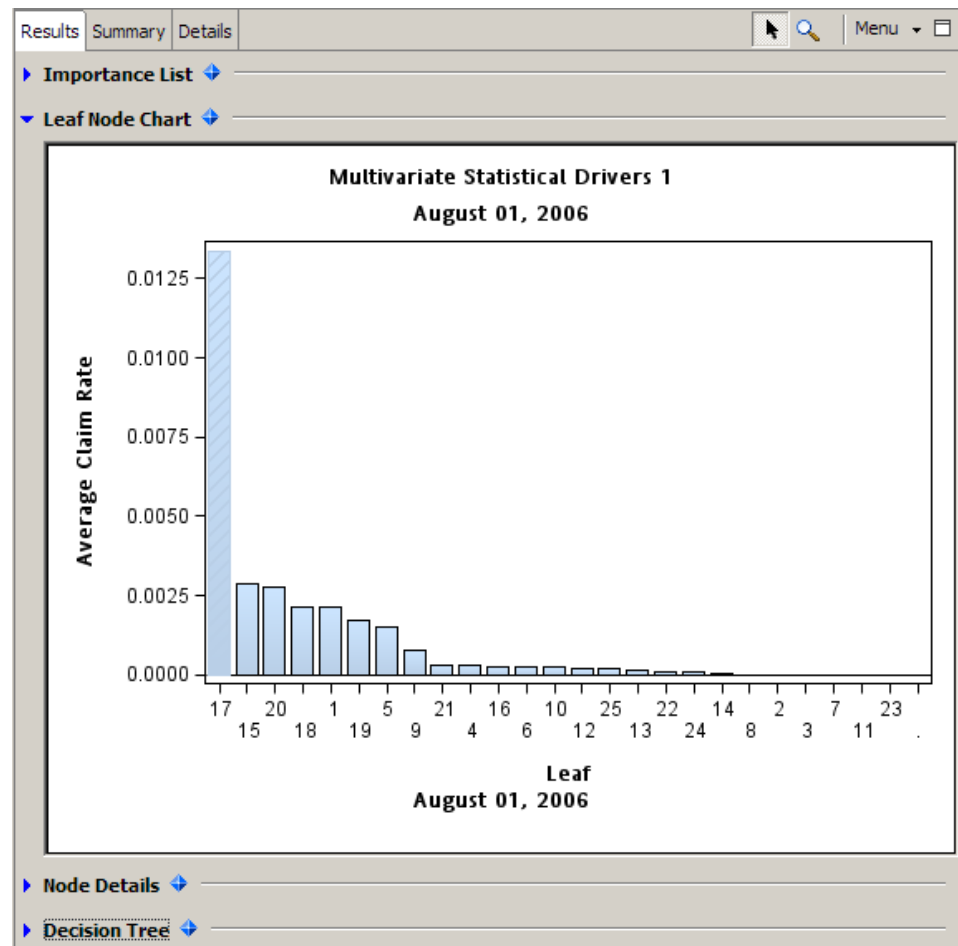 Results Summary Details Menu
Importance List
Leaf Node Chart
Multivariate Statistical Drivers 1
August 01, 2006
Average Claim Rate
0.0125
0.0100
0.0075
0.0050
0.0025
0.0000
17 20 1 5 21 16 10 25 22 14 2 7 23
15 18 19 9 4 6 12 13 24 8 3 11 .
Leaf
August 01, 2006
Node Details
Decision Tree